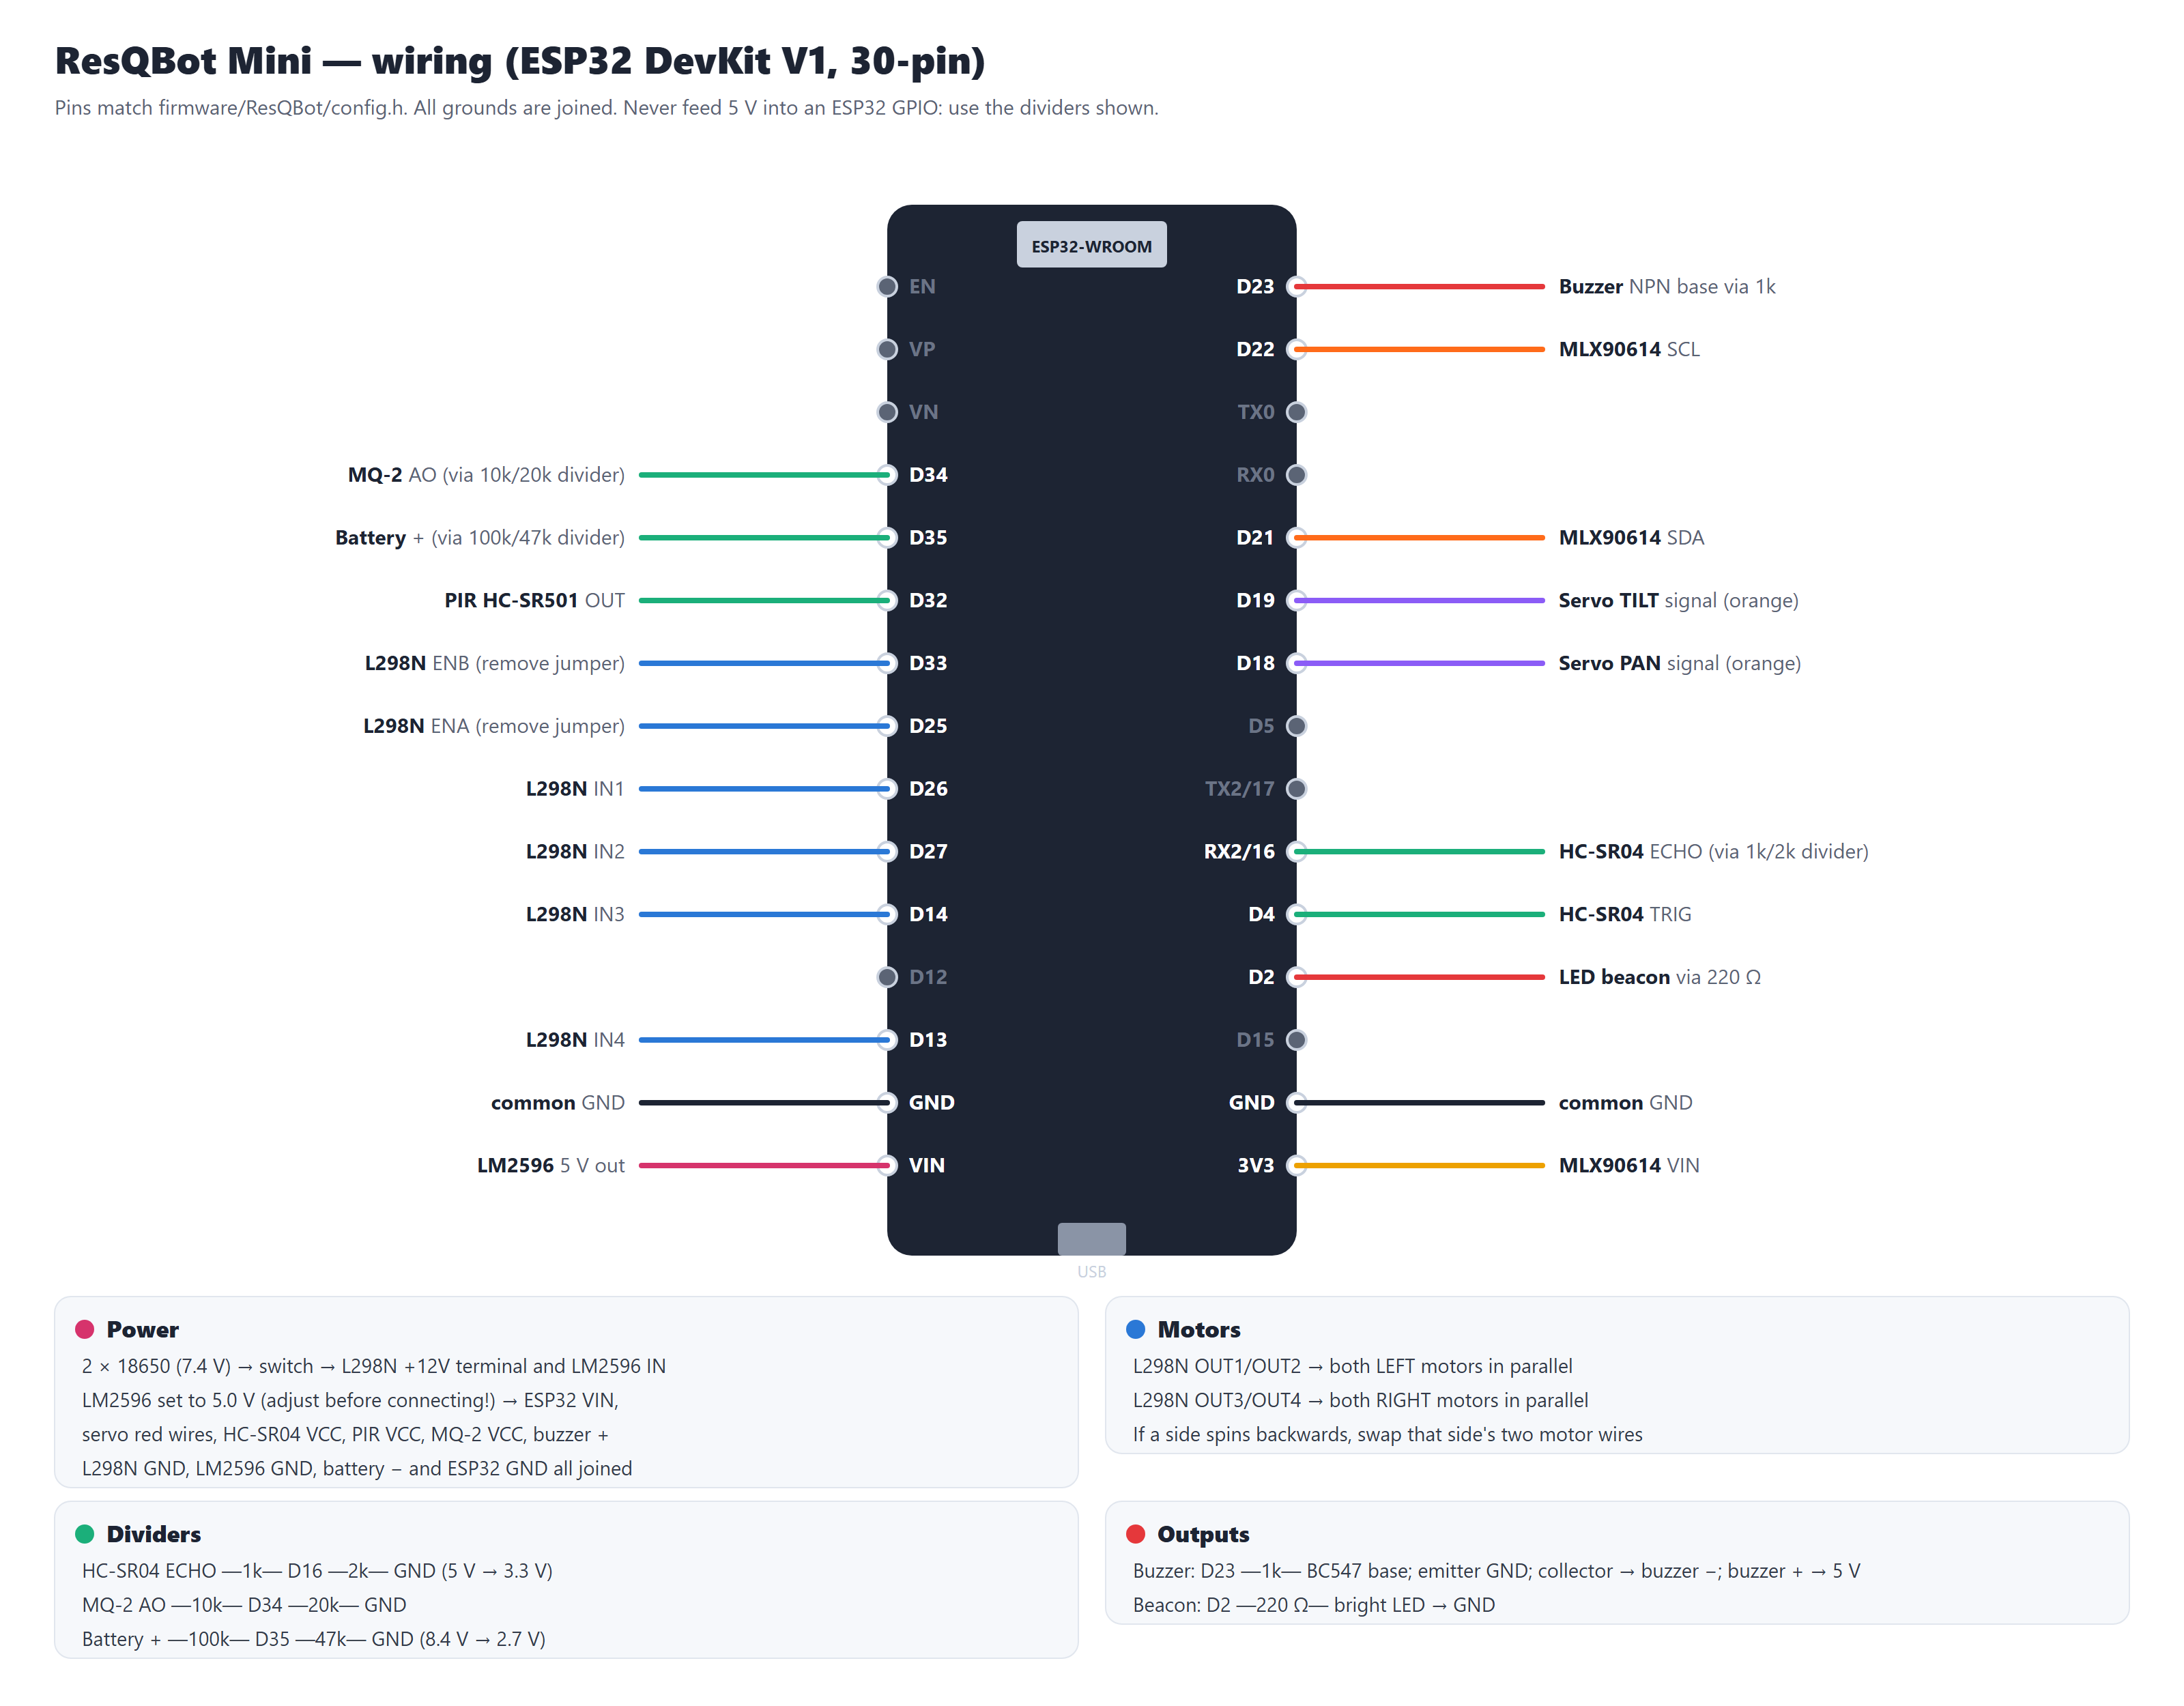 ResQBot Mini — wiring (ESP32 DevKit V1, 30-pin)
Pins match firmware/ResQBot/config.h. All grounds are joined. Never feed 5 V into an ESP32 GPIO: use the dividers shown.
ESP32-WROOM
EN
VP
VN
MQ-2 AO (via 10k/20k divider) D34
Battery + (via 100k/47k divider) D35
PIR HC-SR501 OUT D32
L298N ENB (remove jumper) D33
L298N ENA (remove jumper) D25
L298N IN1 D26
L298N IN2 D27
L298N IN3 D14
D12
L298N IN4 D13
common GND GND
LM2596 5 V out VIN
D23 Buzzer NPN base via 1k
D22 MLX90614 SCL
TX0
RX0
D21 MLX90614 SDA
D19 Servo TILT signal (orange)
D18 Servo PAN signal (orange)
D5
TX2/17
RX2/16 HC-SR04 ECHO (via 1k/2k divider)
D4 HC-SR04 TRIG
D2 LED beacon via 220 Ω
D15
GND common GND
3V3 MLX90614 VIN
USB
Power
2 × 18650 (7.4 V) → switch → L298N +12V terminal and LM2596 IN
LM2596 set to 5.0 V (adjust before connecting!) → ESP32 VIN,
servo red wires, HC-SR04 VCC, PIR VCC, MQ-2 VCC, buzzer +
L298N GND, LM2596 GND, battery − and ESP32 GND all joined
Motors
L298N OUT1/OUT2 → both LEFT motors in parallel
L298N OUT3/OUT4 → both RIGHT motors in parallel
If a side spins backwards, swap that side's two motor wires
Dividers
HC-SR04 ECHO —1k— D16 —2k— GND (5 V → 3.3 V)
MQ-2 AO —10k— D34 —20k— GND
Battery + —100k— D35 —47k— GND (8.4 V → 2.7 V)
Outputs
Buzzer: D23 —1k— BC547 base; emitter GND; collector → buzzer −; buzzer + → 5 V
Beacon: D2 —220 Ω— bright LED → GND